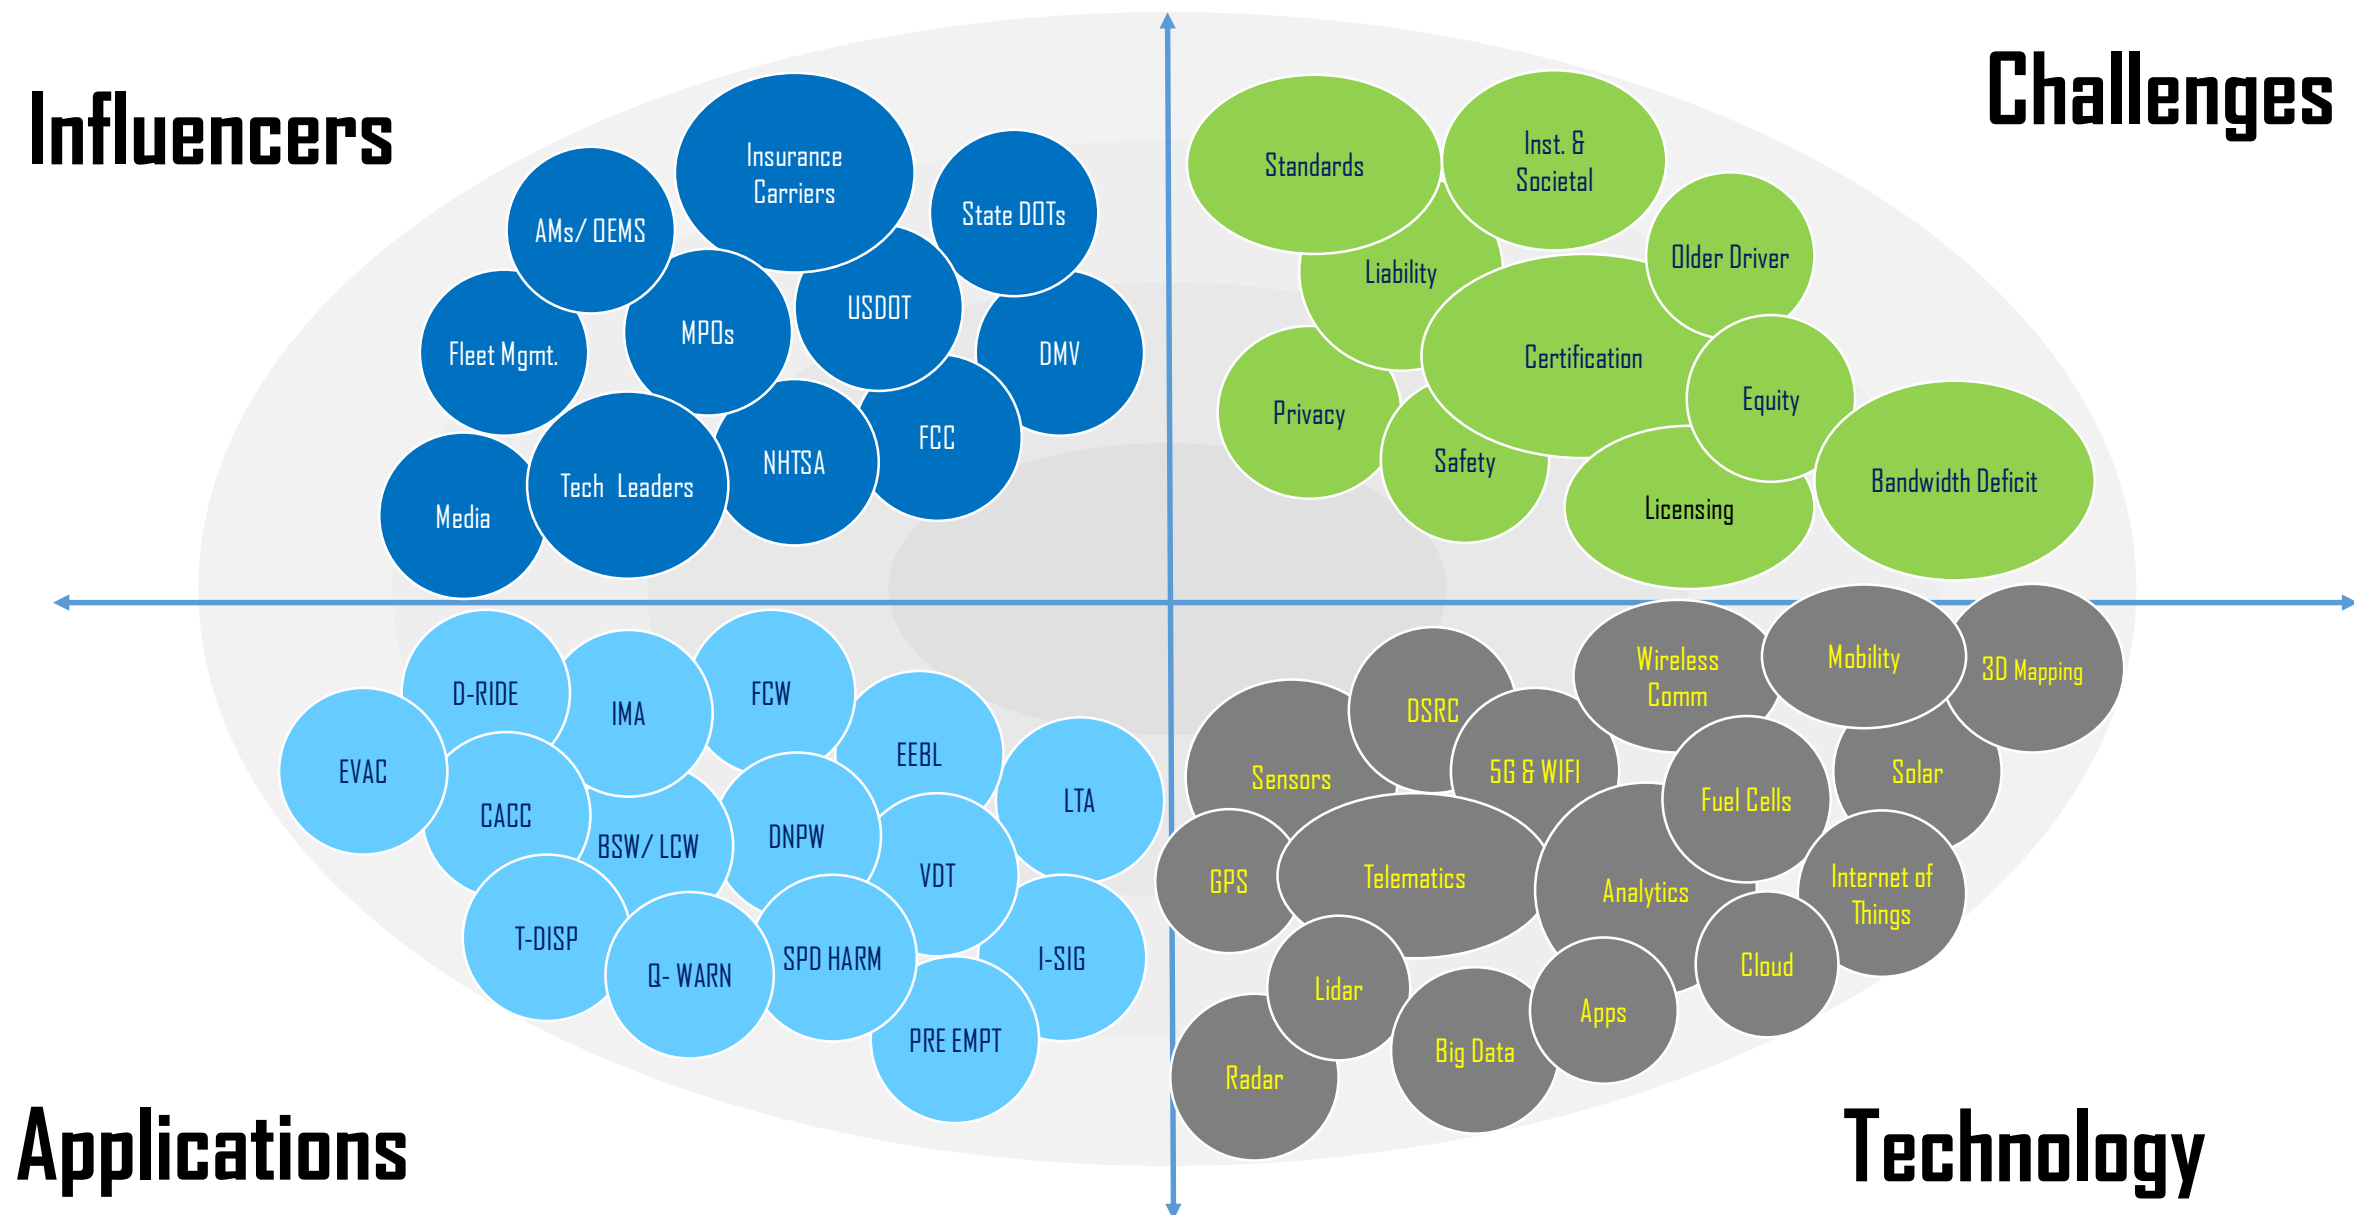 Influencers
Insurance
Carriers
State DOTs
AMs/ OEMS
USDOT
MPOs
Fleet Mgmt.
DMV
FCC
NHTSA
Tech Leaders
Media
Challenges
Standards
Inst. &
Societal
Older Driver
Liability
Certification
Equity
Privacy
Safety
Bandwidth Deficit
Licensing
D-RIDE
IMA
FCW
EVAC
EEBL
LTA
CACC
BSW/ LCW
DNPW
VDT
T-DISP
Q- WARN
SPD HARM
I-SIG
PRE EMPT
Applications
Wireless
Comm
Mobility
3D Mapping
DSRC
Sensors
5G & WIFI
Solar
Fuel Cells
GPS
Telematics
Analytics
Internet of
Things
Cloud
Lidar
Apps
Big Data
Radar
Technology